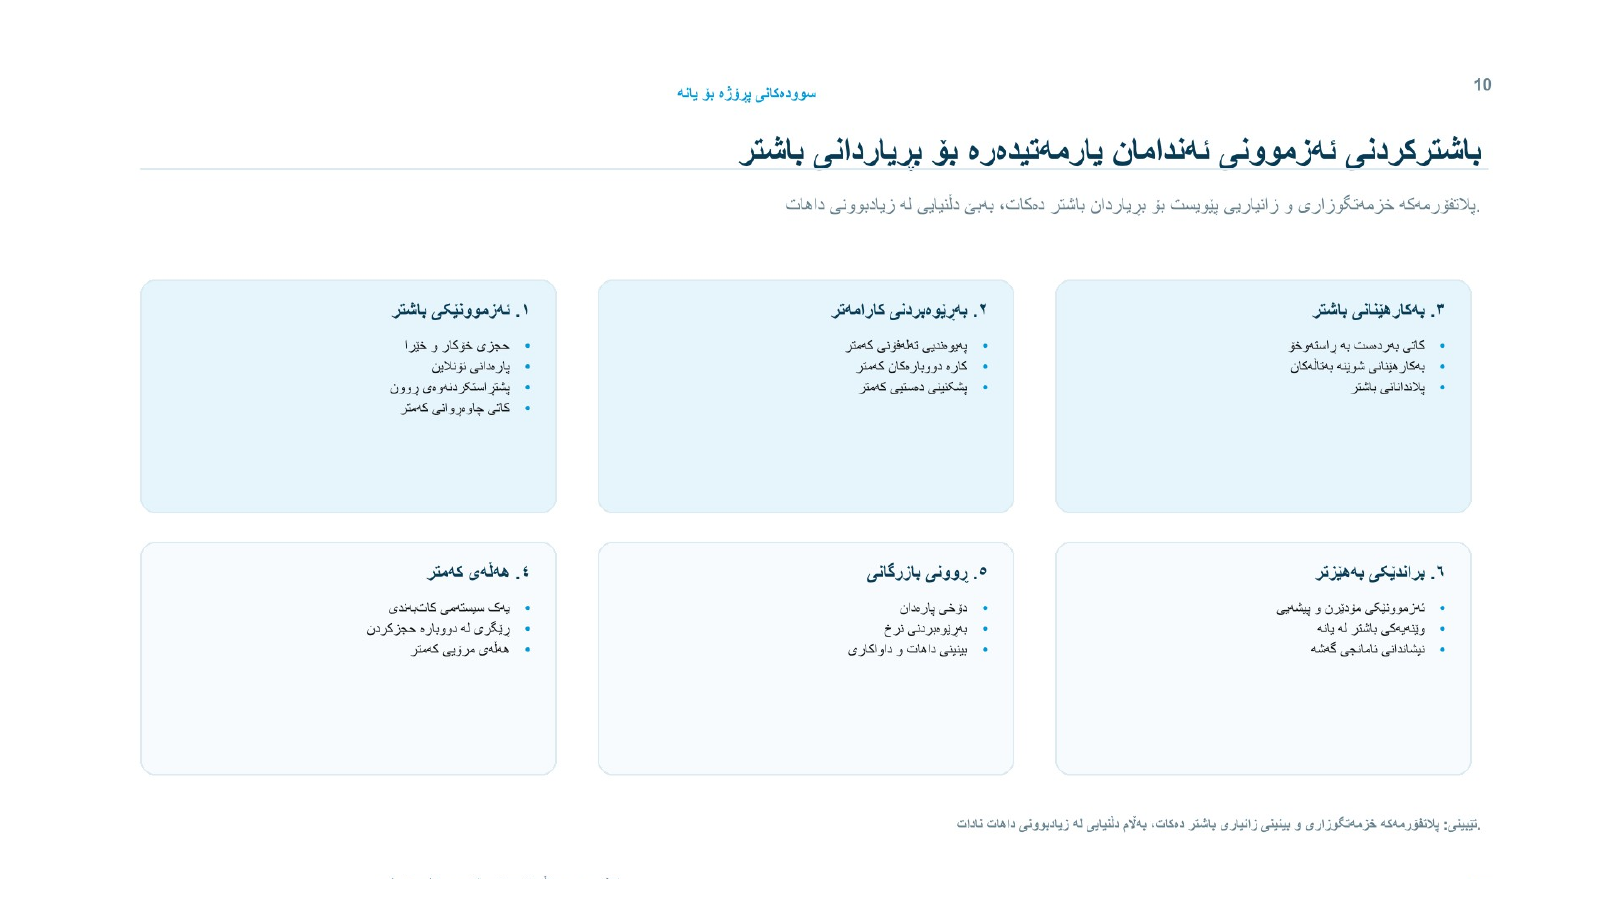 10
سوودەکانی پڕۆژە بۆ یانە
باشترکردنی ئەزموونی ئەندامان یارمەتیدەرە بۆ بڕیاردانی باشتر
پلاتفۆرمەکە خزمەتگوزاری و زانیاریی پێویست بۆ بڕیاردان باشتر دەکات، بەبێ دڵنیایی لە زیادبوونی داهات.
١. ئەزموونێکی باشتر
حجزی خۆکار و خێرا
پارەدانی ئۆنلاین
پشتڕاستکردنەوەی ڕوون
کاتی چاوەڕوانی کەمتر
٢. بەڕێوەبردنی کارامەتر
پەیوەندیی تەلەفۆنی کەمتر
کارە دووبارەکان کەمتر
پشکنینی دەستیی کەمتر
٣. بەکارهێنانی باشتر
کاتی بەردەست بە ڕاستەوخۆ
بەکارهێنانی شوێنە بەتاڵەکان
پلاندانانی باشتر
٤. هەڵەی کەمتر
یەک سیستەمی کات‌بەندی
ڕێگری لە دووبارە حجزکردن
هەڵەی مرۆیی کەمتر
٥. ڕوونی بازرگانی
دۆخی پارەدان
بەڕێوەبردنی نرخ
بینینی داهات و داواکاری
٦. براندێکی بەهێزتر
ئەزموونێکی مۆدێرن و پیشەیی
وێنەیەکی باشتر لە یانە
نیشاندانی ئامانجی گەشە
تێبینی: پلاتفۆرمەکە خزمەتگوزاری و بینینی زانیاری باشتر دەکات، بەڵام دڵنیایی لە زیادبوونی داهات نادات.